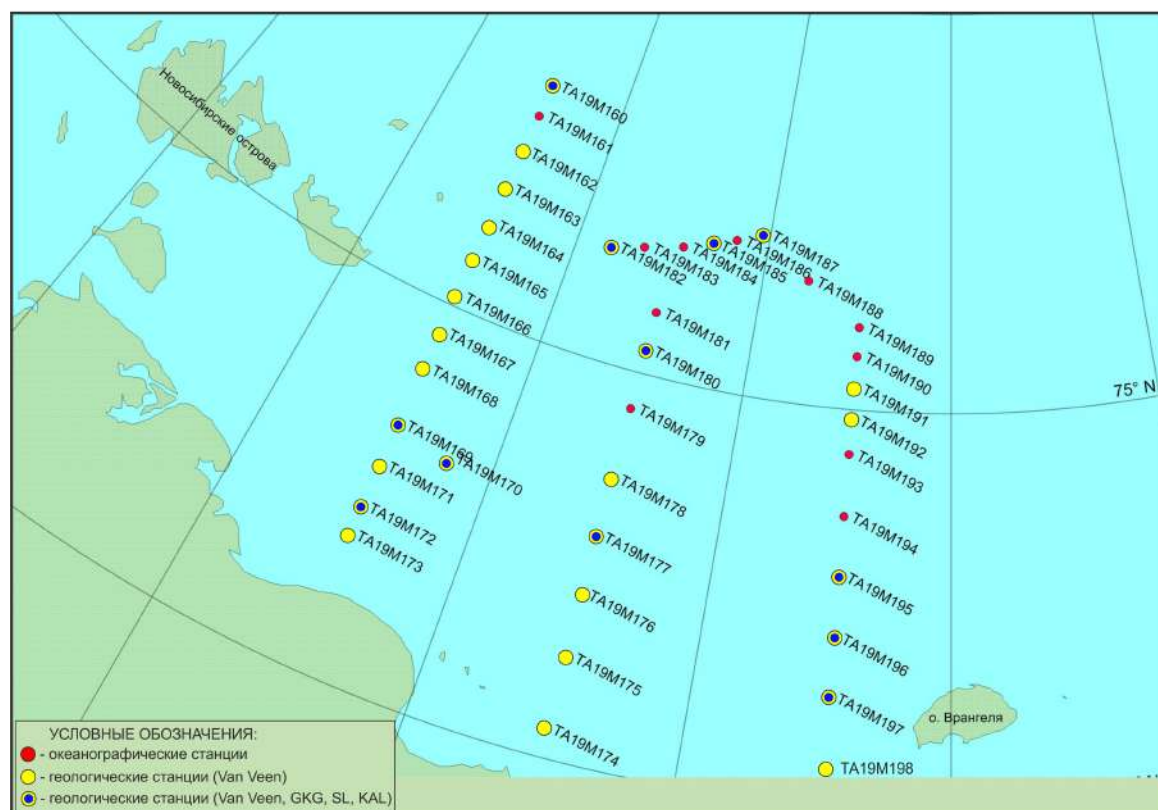 Новосибирские острова
TA19M160
TA19M161
TA19M162
TA19M163
TA19M164
TA19M165
TA19M166
TA19M167
TA19M168
TA19M169
TA19M170
TA19M171
TA19M172
TA19M173
TA19M182
TA19M183
TA19M184
TA19M185
TA19M186
TA19M187
TA19M188
TA19M181
TA19M180
TA19M179
TA19M178
TA19M177
TA19M176
TA19M175
TA19M174
TA19M189
TA19M190
TA19M191
TA19M192
TA19M193
TA19M194
TA19M195
TA19M196
TA19M197
TA19M198
75° N
о. Врангеля
УСЛОВНЫЕ ОБОЗНАЧЕНИЯ:
- океанографические станции
- геологические станции (Van Veen)
- геологические станции (Van Veen, GKG, SL, KAL)